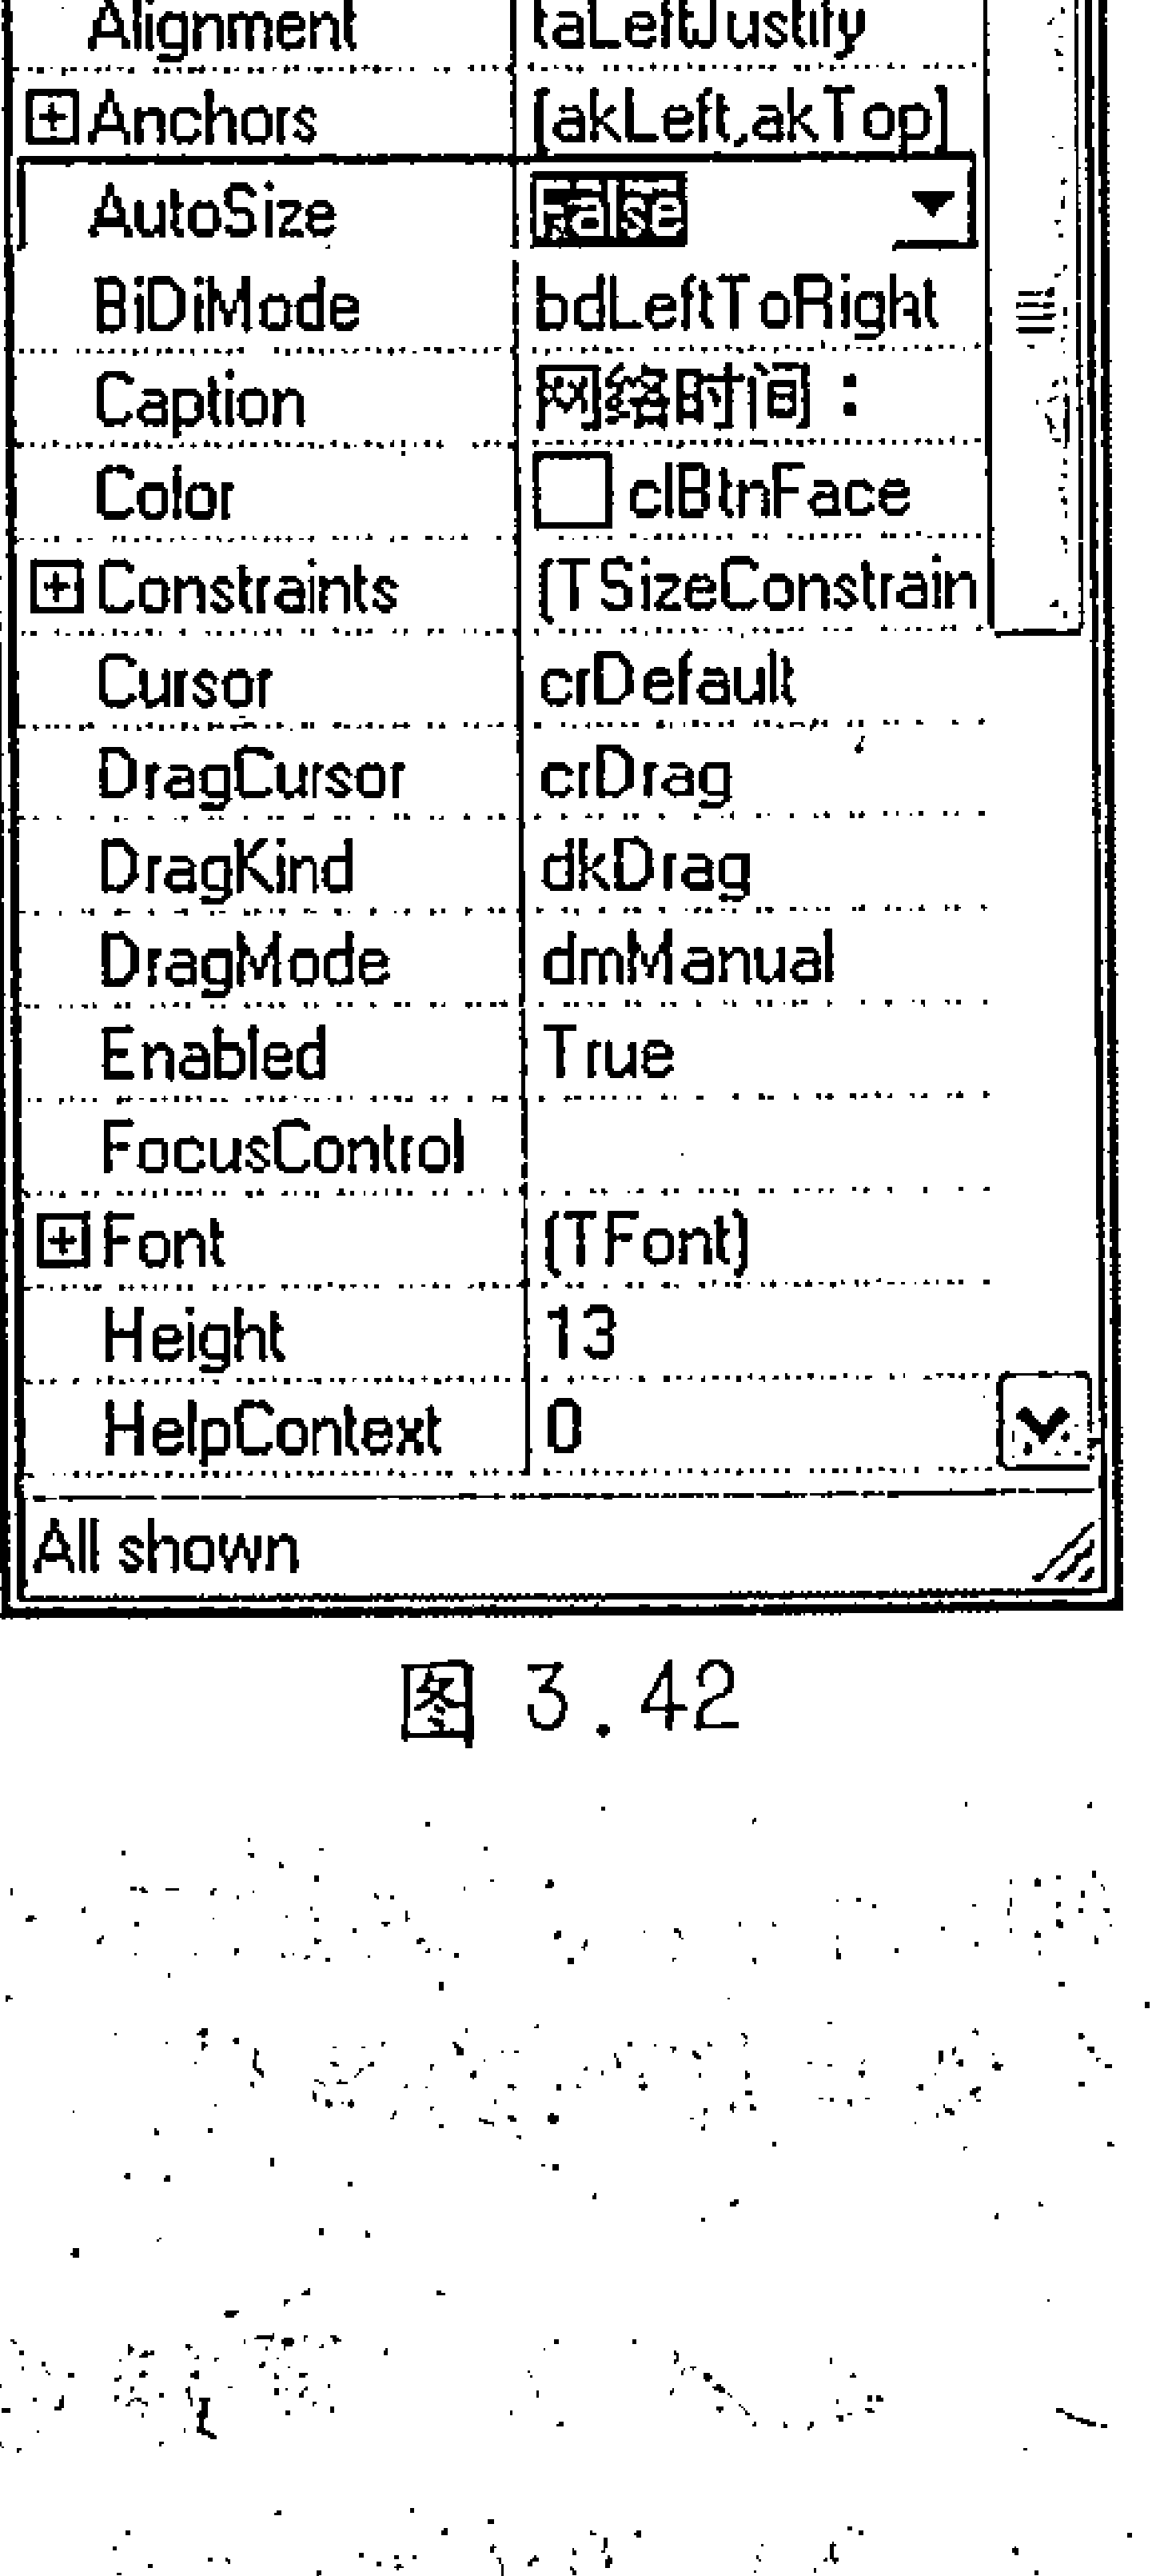 Alignment taLeftJustify
Anchors [akLeft,akTop]
AutoSize False
BiDiMode bdLeftToRight
Caption 网络时间：
Color clBtnFace
Constraints (TSizeConstrain
Cursor crDefault
DragCursor crDrag
DragKind dkDrag
DragMode dmManual
Enabled True
FocusControl
Font (TFont)
Height 13
HelpContext 0
All shown
图 3.42